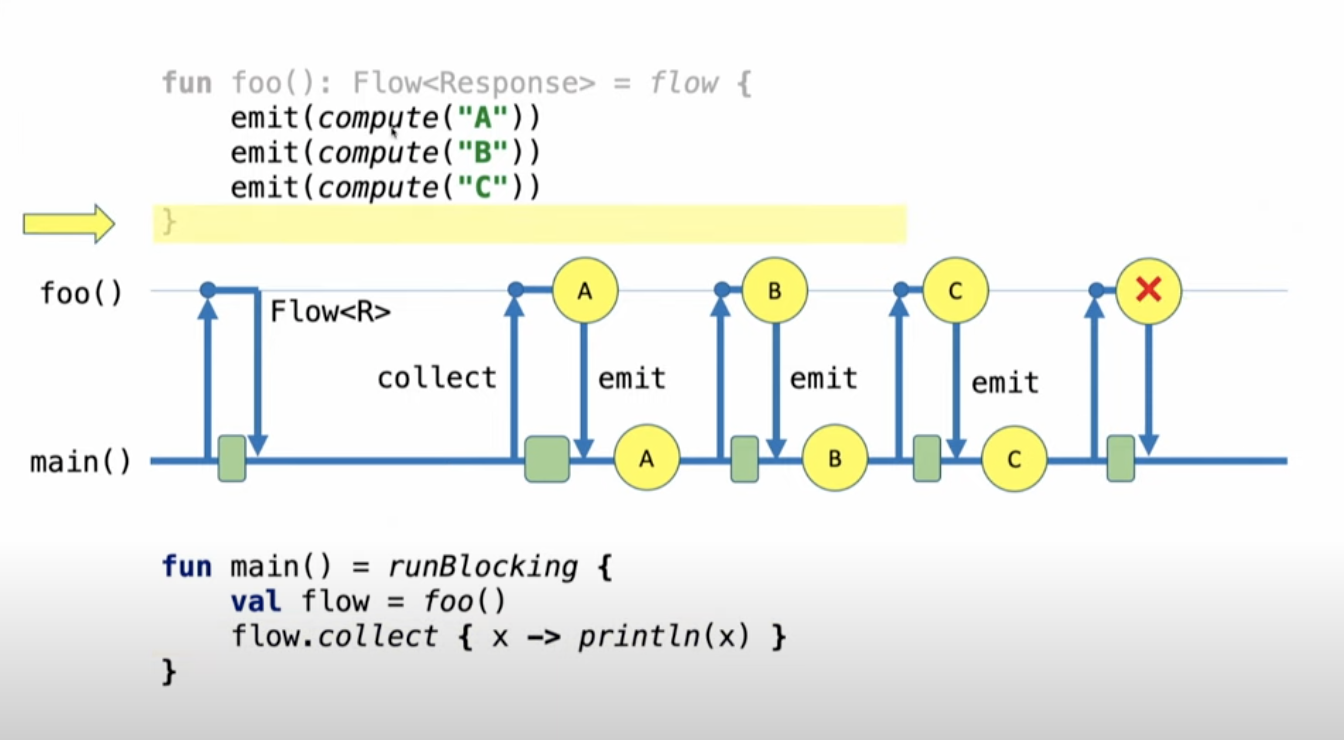 fun foo(): Flow<Response> = flow {
emit(compute("A"))
emit(compute("B"))
emit(compute("C"))
}
foo()
A
B
C
Flow<R>
collect
emit
emit
emit
main()
A
B
C
fun main() = runBlocking {
val flow = foo()
flow.collect { x -> println(x) }
}